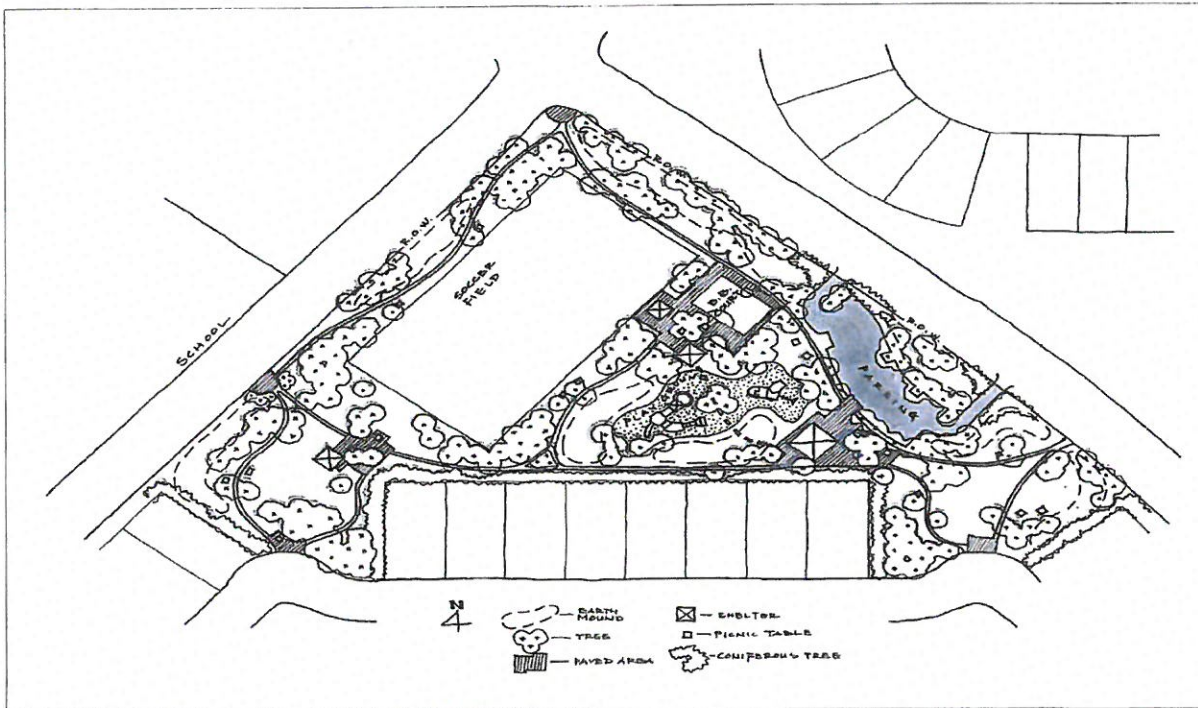 R.O.W.
R.O.W.
SOCCER
FIELD
B.B.
SCHOOL
R.O.W.
PARKING
N
EARTH
MOUND
TREE
PAVED AREA
SHELTER
PICNIC TABLE
CONIFEROUS TREE